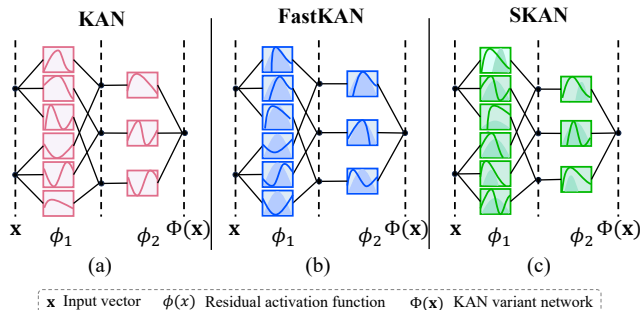 KAN FastKAN SKAN
x ϕ₁ ϕ₂ Φ(x) x ϕ₁ ϕ₂ Φ(x) x ϕ₁ ϕ₂ Φ(x)
(a) (b) (c)
x Input vector ϕ(x) Residual activation function Φ(x) KAN variant network